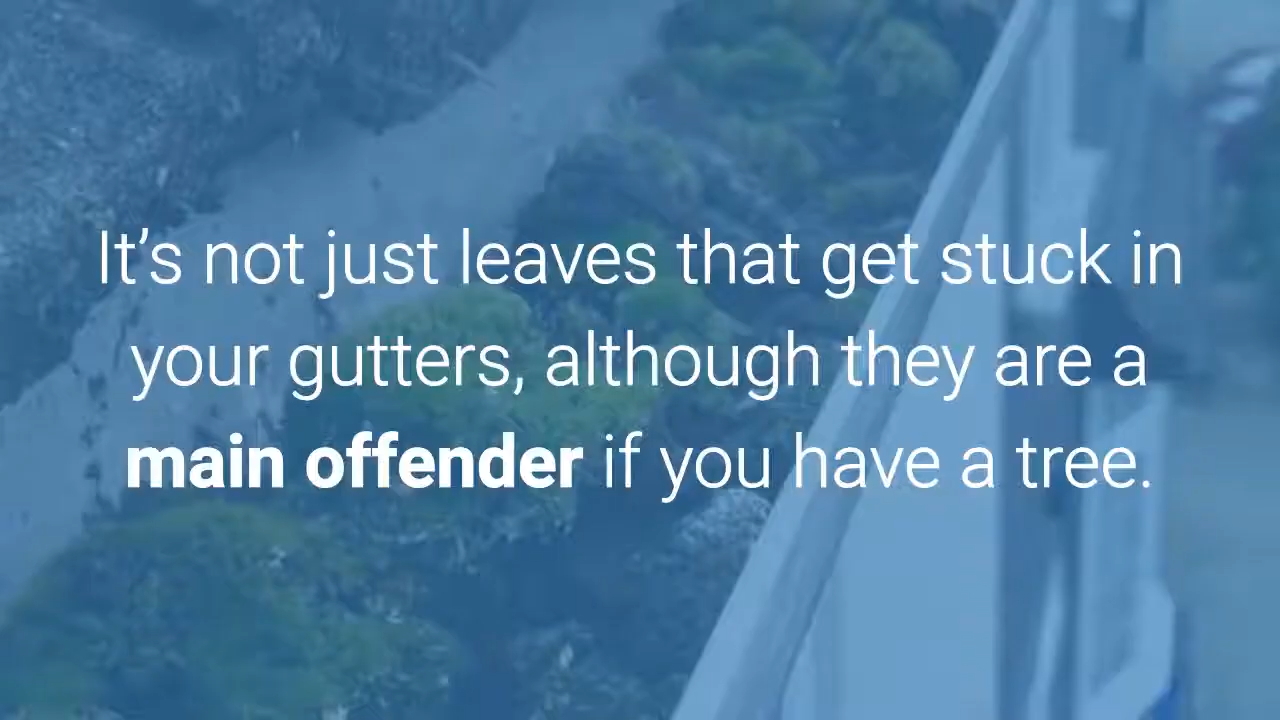 It’s not just leaves that get stuck in
your gutters, although they are a
main offender if you have a tree.